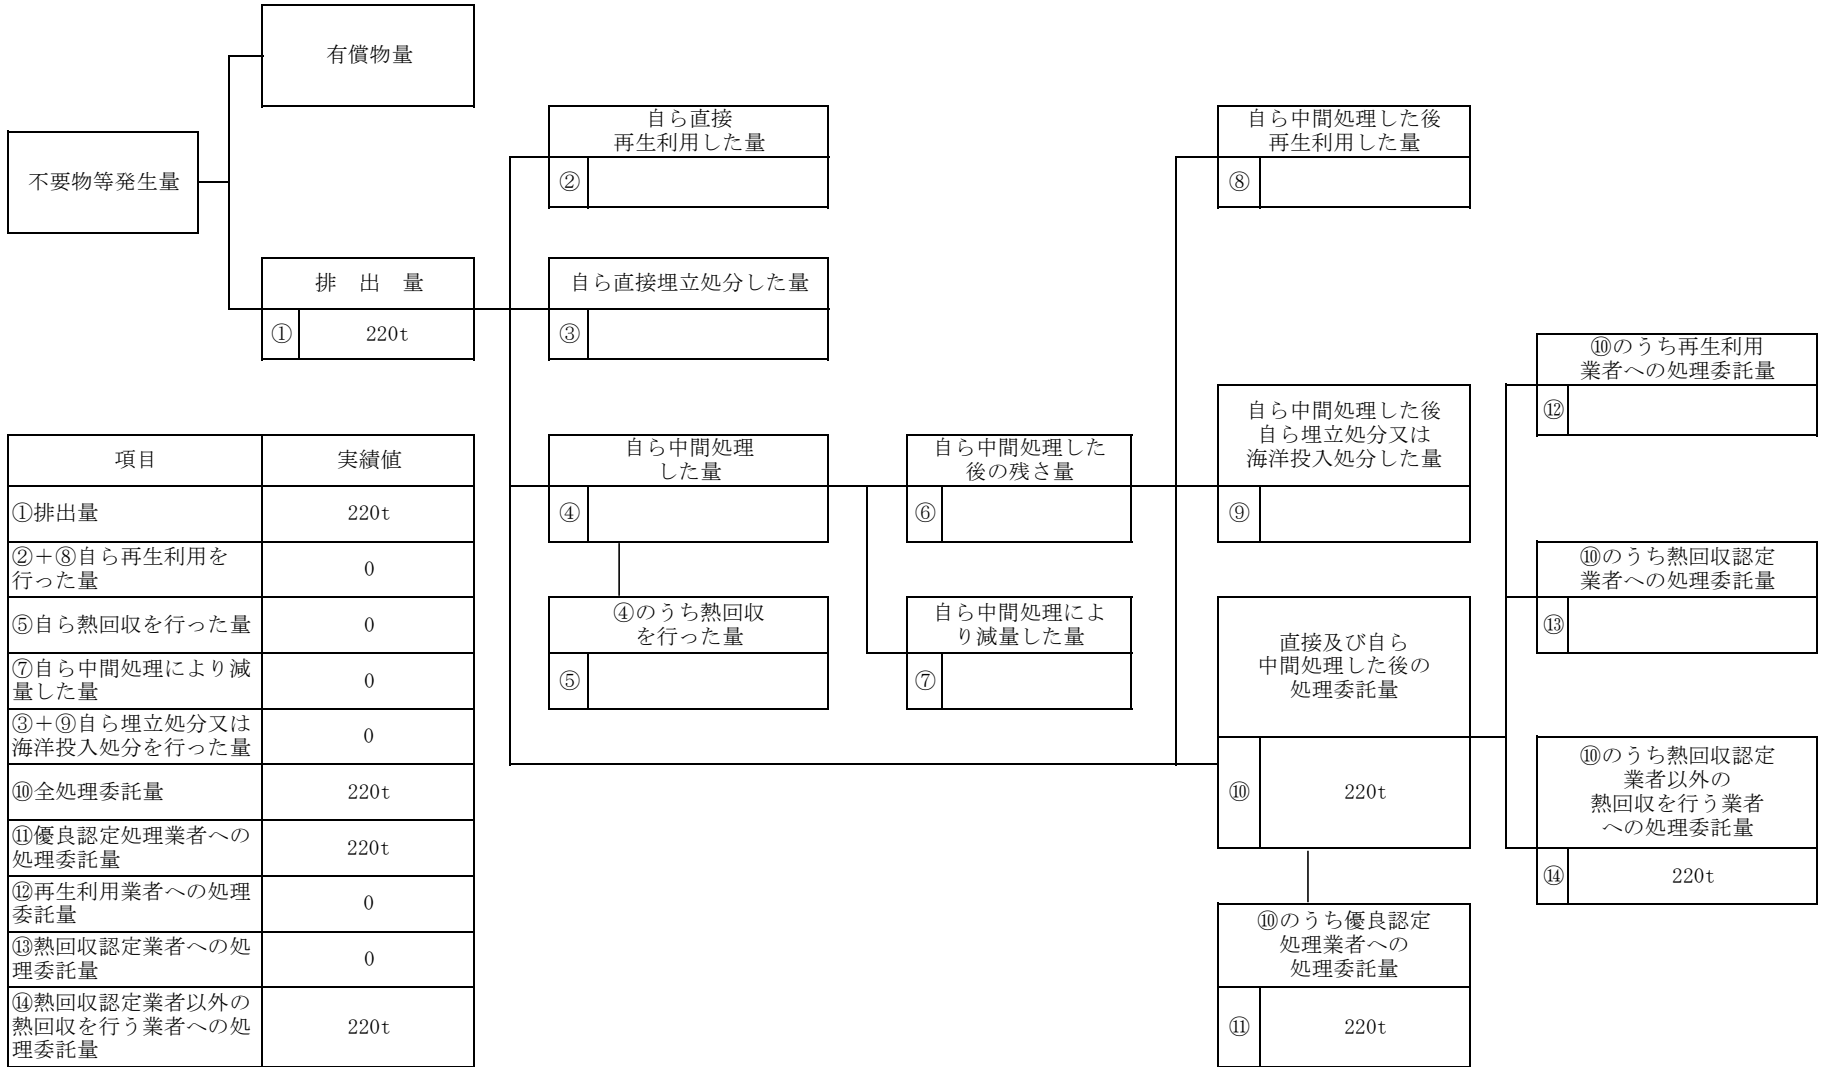 有償物量
不要物等発生量
排　出　量
①
220t
自ら直接
再生利用した量
②
自ら直接埋立処分した量
③
自ら中間処理
した量
④
④のうち熱回収
を行った量
⑤
自ら中間処理した
後の残さ量
⑥
自ら中間処理によ
り減量した量
⑦
自ら中間処理した後
再生利用した量
⑧
自ら中間処理した後
自ら埋立処分又は
海洋投入処分した量
⑨
直接及び自ら
中間処理した後の
処理委託量
⑩
220t
⑩のうち優良認定
処理業者への
処理委託量
⑪
220t
⑩のうち再生利用
業者への処理委託量
⑫
⑩のうち熱回収認定
業者への処理委託量
⑬
⑩のうち熱回収認定
業者以外の
熱回収を行う業者
への処理委託量
⑭
220t
項目
実績値
①排出量
220t
②＋⑧自ら再生利用を
行った量
0
⑤自ら熱回収を行った量
0
⑦自ら中間処理により減
量した量
0
③＋⑨自ら埋立処分又は
海洋投入処分を行った量
0
⑩全処理委託量
220t
⑪優良認定処理業者への
処理委託量
220t
⑫再生利用業者への処理
委託量
0
⑬熱回収認定業者への処
理委託量
0
⑭熱回収認定業者以外の
熱回収を行う業者への処
理委託量
220t